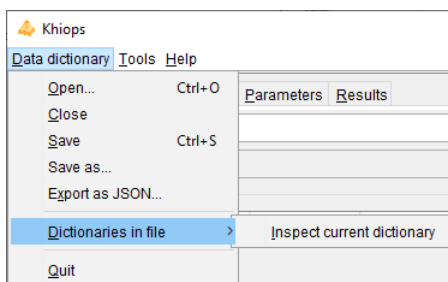 Khiops
Data dictionary Tools Help
Open... Ctrl+O
Parameters Results
Close
Save Ctrl+S
Save as...
Export as JSON...
Dictionaries in file > Inspect current dictionary
Quit